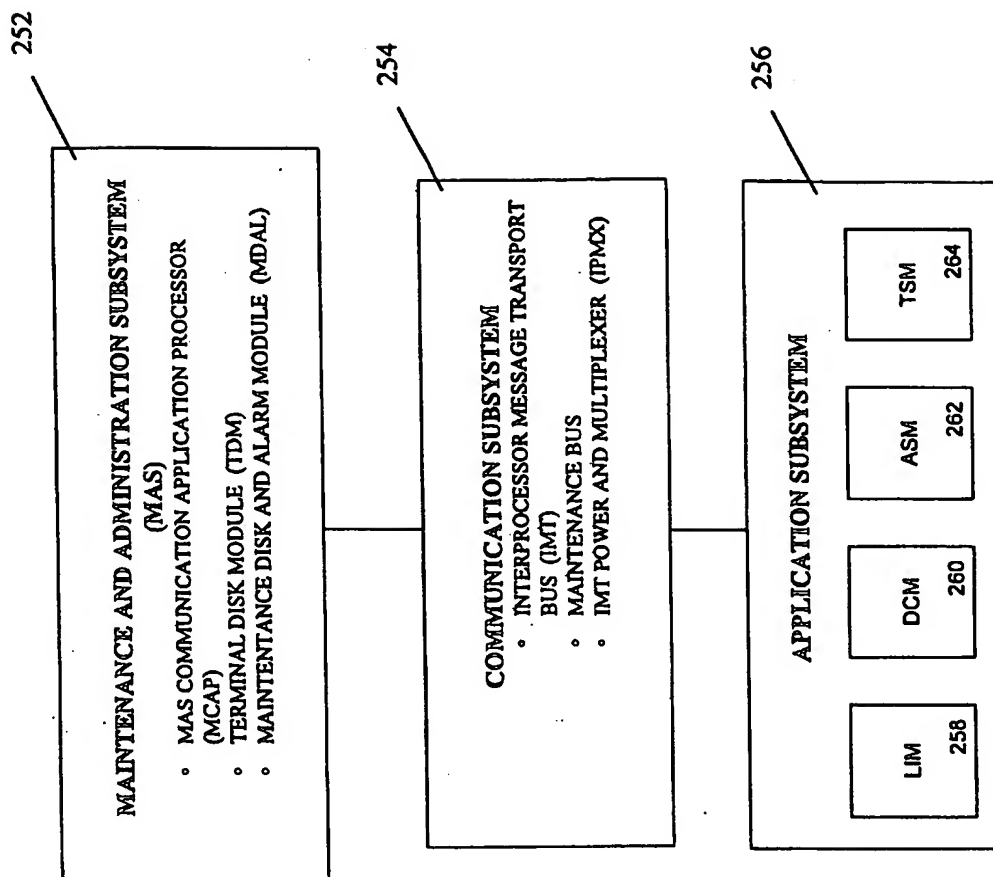 252
MAINTENANCE AND ADMINISTRATION SUBSYSTEM
(MAS)
° MAS COMMUNICATION APPLICATION PROCESSOR
(MCAP)
° TERMINAL DISK MODULE (TDM)
° MAINTENTANCE DISK AND ALARM MODULE (MDAL)
254
COMMUNICATION SUBSYSTEM
° INTERPROCESSOR MESSAGE TRANSPORT
BUS (IMT)
° MAINTENANCE BUS
° IMT POWER AND MULTIPLEXER (IPMX)
256
APPLICATION SUBSYSTEM
LIM
258
DCM
260
ASM
262
TSM
264